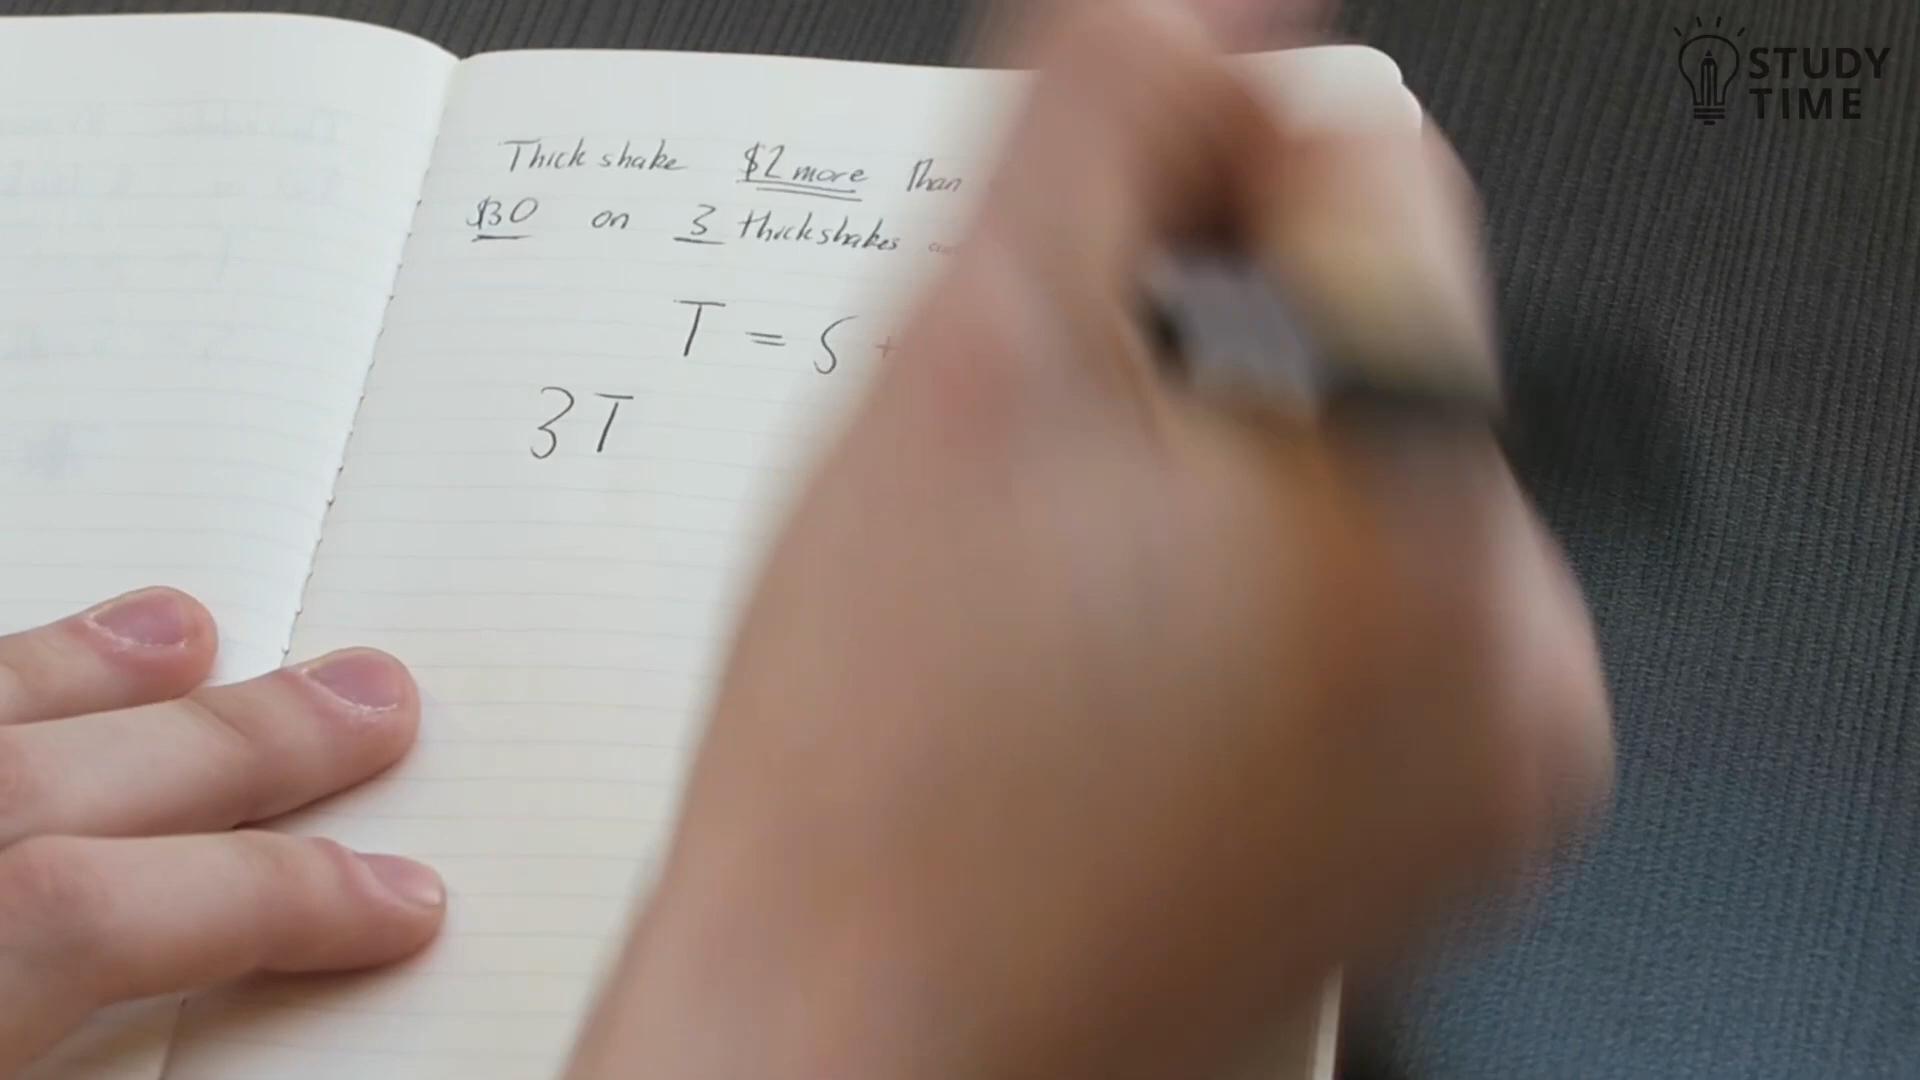 STUDY
TIME
Thick shake $2 more Than
$30 on 3 thickshakes
T = S +
3T